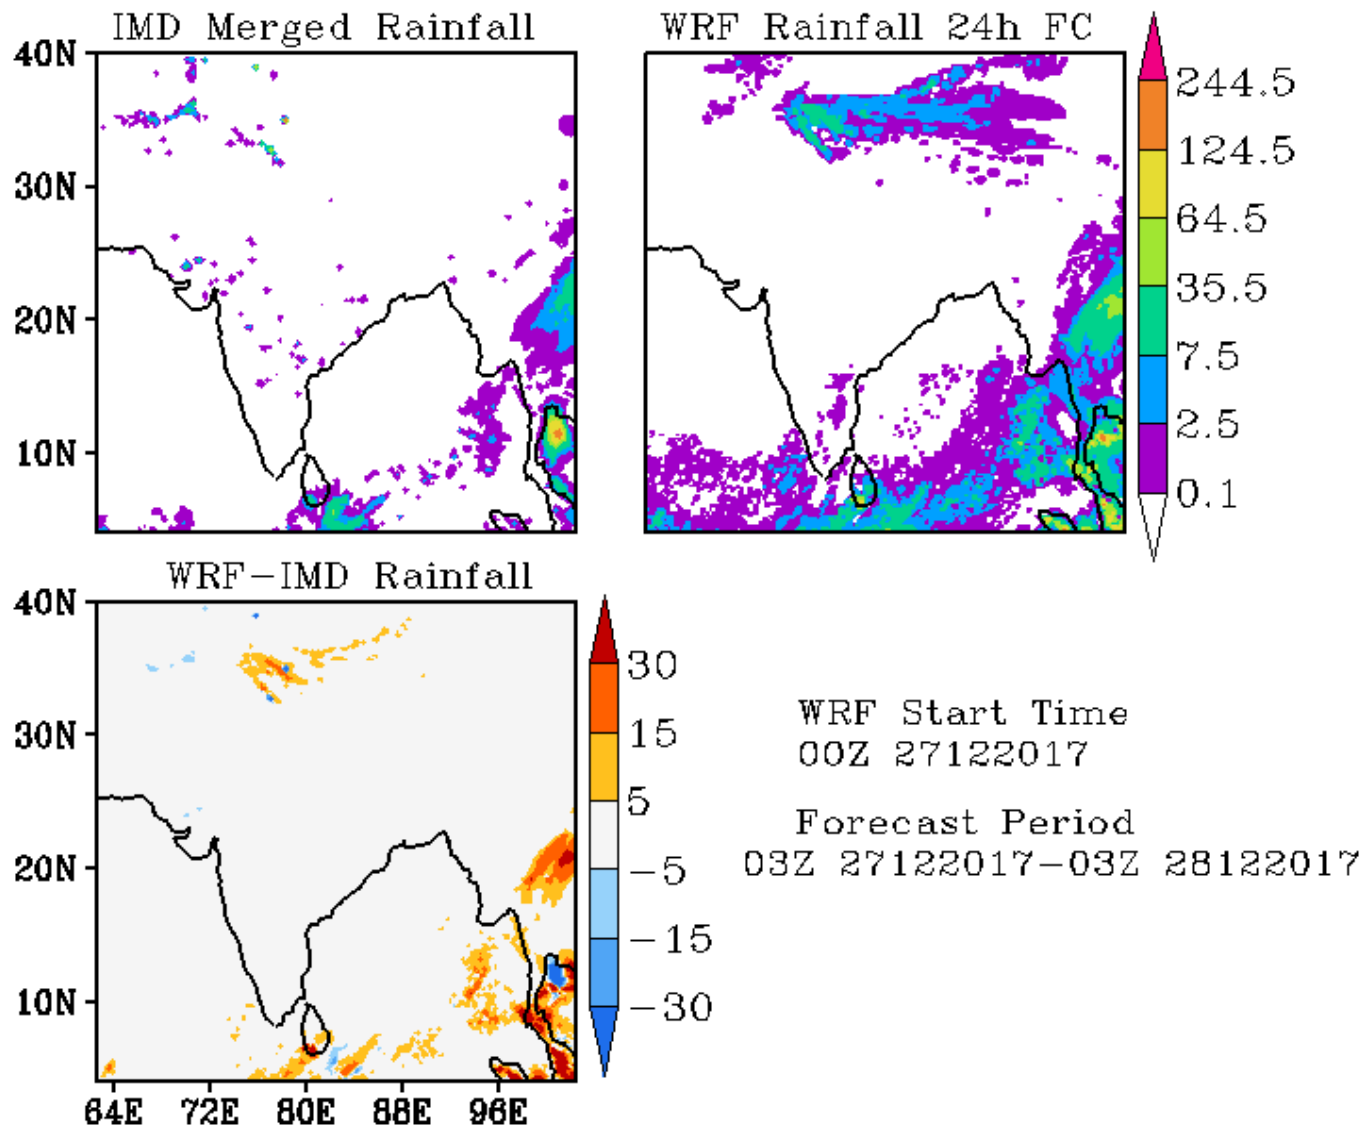 IMD Merged Rainfall
WRF Rainfall 24h FC
40N
30N
20N
10N
244.5
124.5
64.5
35.5
7.5
2.5
0.1
WRF-IMD Rainfall
40N
30N
20N
10N
64E 72E 80E 88E 96E
30
15
5
-5
-15
-30
WRF Start Time
00Z 27122017
Forecast Period
03Z 27122017-03Z 28122017